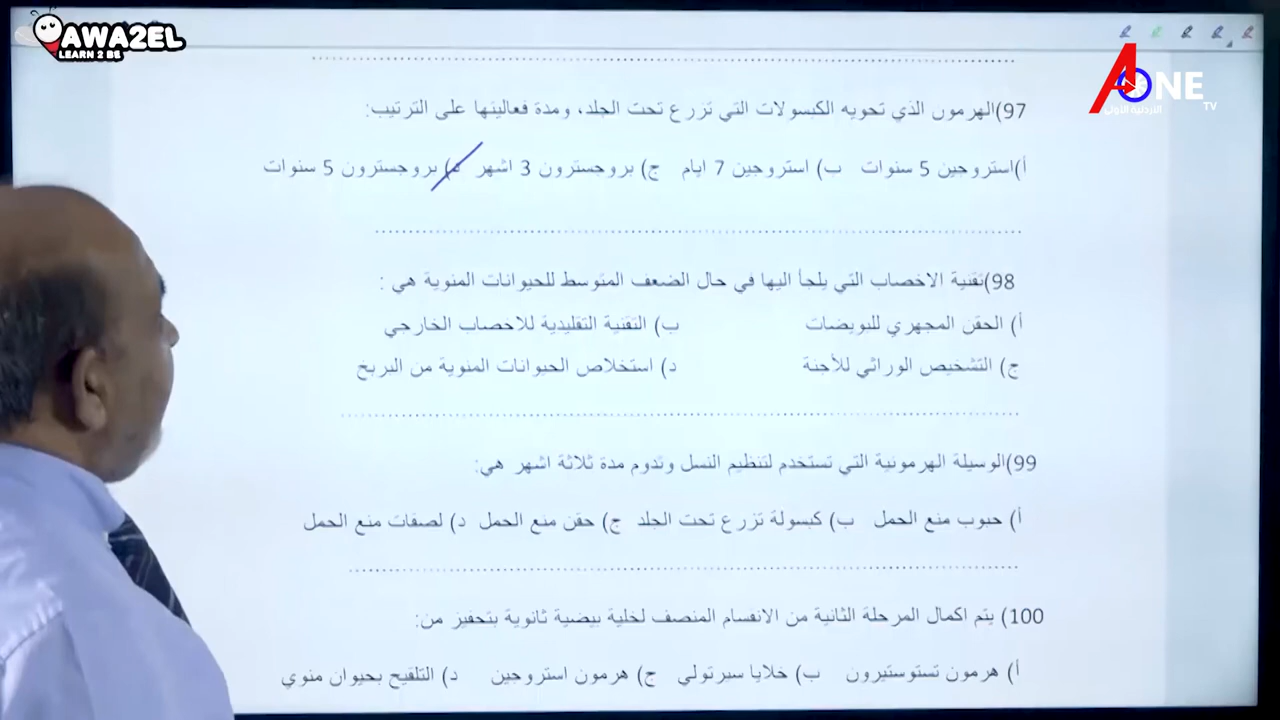 AWA2EL
LEARN 2 BE
A ONE TV
الأردنية الأولى
97)الهرمون الذي تحويه الكبسولات التي تزرع تحت الجلد، ومدة فعاليتها على الترتيب:
أ)استروجين 5 سنوات ب) استروجين 7 ايام ج) بروجسترون 3 اشهر د) بروجسترون 5 سنوات
98)تقنية الاخصاب التي يلجأ اليها في حال الضعف المتوسط للحيوانات المنوية هي :
أ) الحقن المجهري للبويضات ب) التقنية التقليدية للاخصاب الخارجي
ج) التشخيص الوراثي للأجنة د) استخلاص الحيوانات المنوية من البربخ
99)الوسيلة الهرمونية التي تستخدم لتنظيم النسل وتدوم مدة ثلاثة اشهر هي:
أ) حبوب منع الحمل ب) كبسولة تزرع تحت الجلد ج) حقن منع الحمل د) لصقات منع الحمل
100) يتم اكمال المرحلة الثانية من الانقسام المنصف لخلية بيضية ثانوية بتحفيز من:
أ) هرمون تستوستيرون ب) خلايا سيرتولي ج) هرمون استروجين د) التلقيح بحيوان منوي